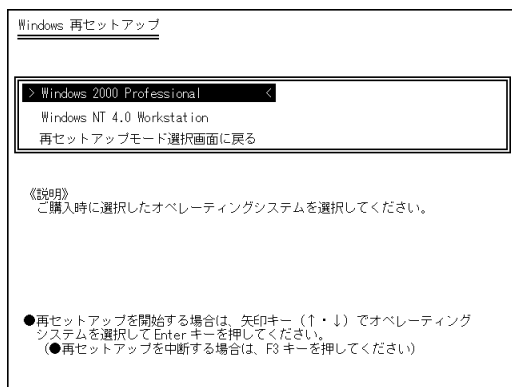 Windows 再セットアップ
> Windows 2000 Professional <
Windows NT 4.0 Workstation
再セットアップモード選択画面に戻る
《説明》
ご購入時に選択したオペレーティングシステムを選択してください。
●再セットアップを開始する場合は、矢印キー（↑・↓）でオペレーティング
システムを選択して Enter キーを押してください。
（●再セットアップを中断する場合は、F3 キーを押してください）